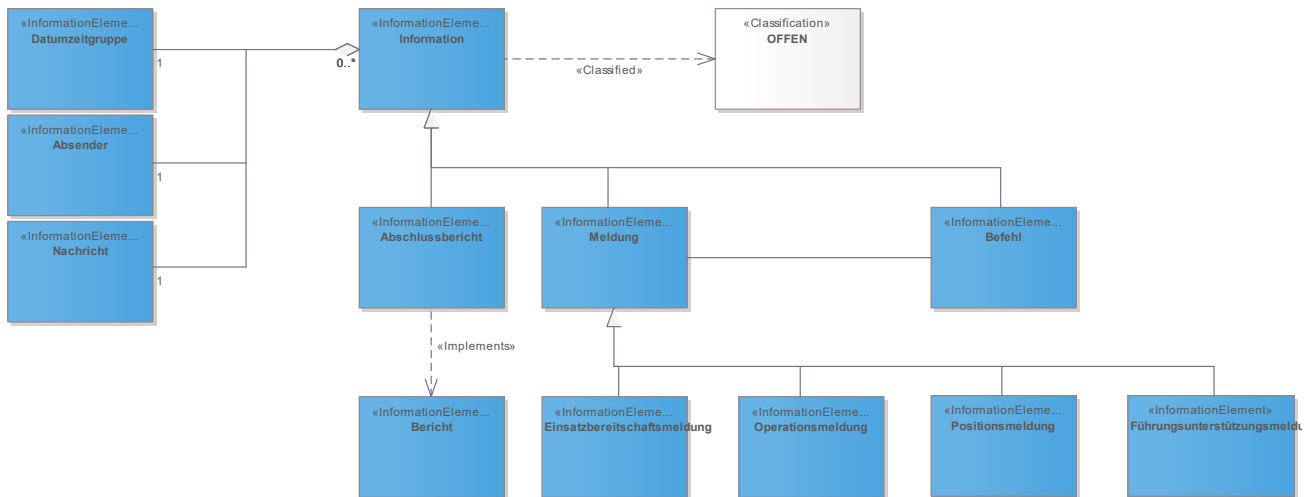 «InformationEleme...
Datumzeitgruppe
1
«InformationEleme...
Absender
1
«InformationEleme...
Nachricht
1
0..*
«InformationEleme...
Information
«Classified»
«Classification»
OFFEN
«InformationEleme...
Abschlussbericht
«InformationEleme...
Meldung
«InformationEleme...
Befehl
«Implements»
«InformationEleme...
Bericht
«InformationEleme...
Einsatzbereitschaftsmeldung
«InformationEleme...
Operationsmeldung
«InformationEleme...
Positionsmeldung
«InformationElement»
Führungsunterstützungsmeldu